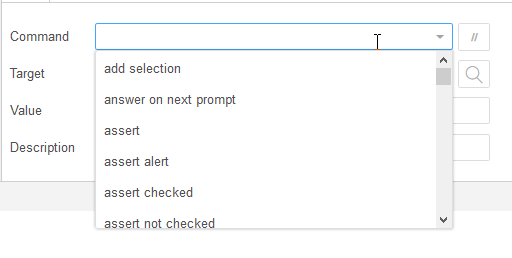 Command
//
add selection
Target
answer on next prompt
Value
assert
Description
assert alert
assert checked
assert not checked